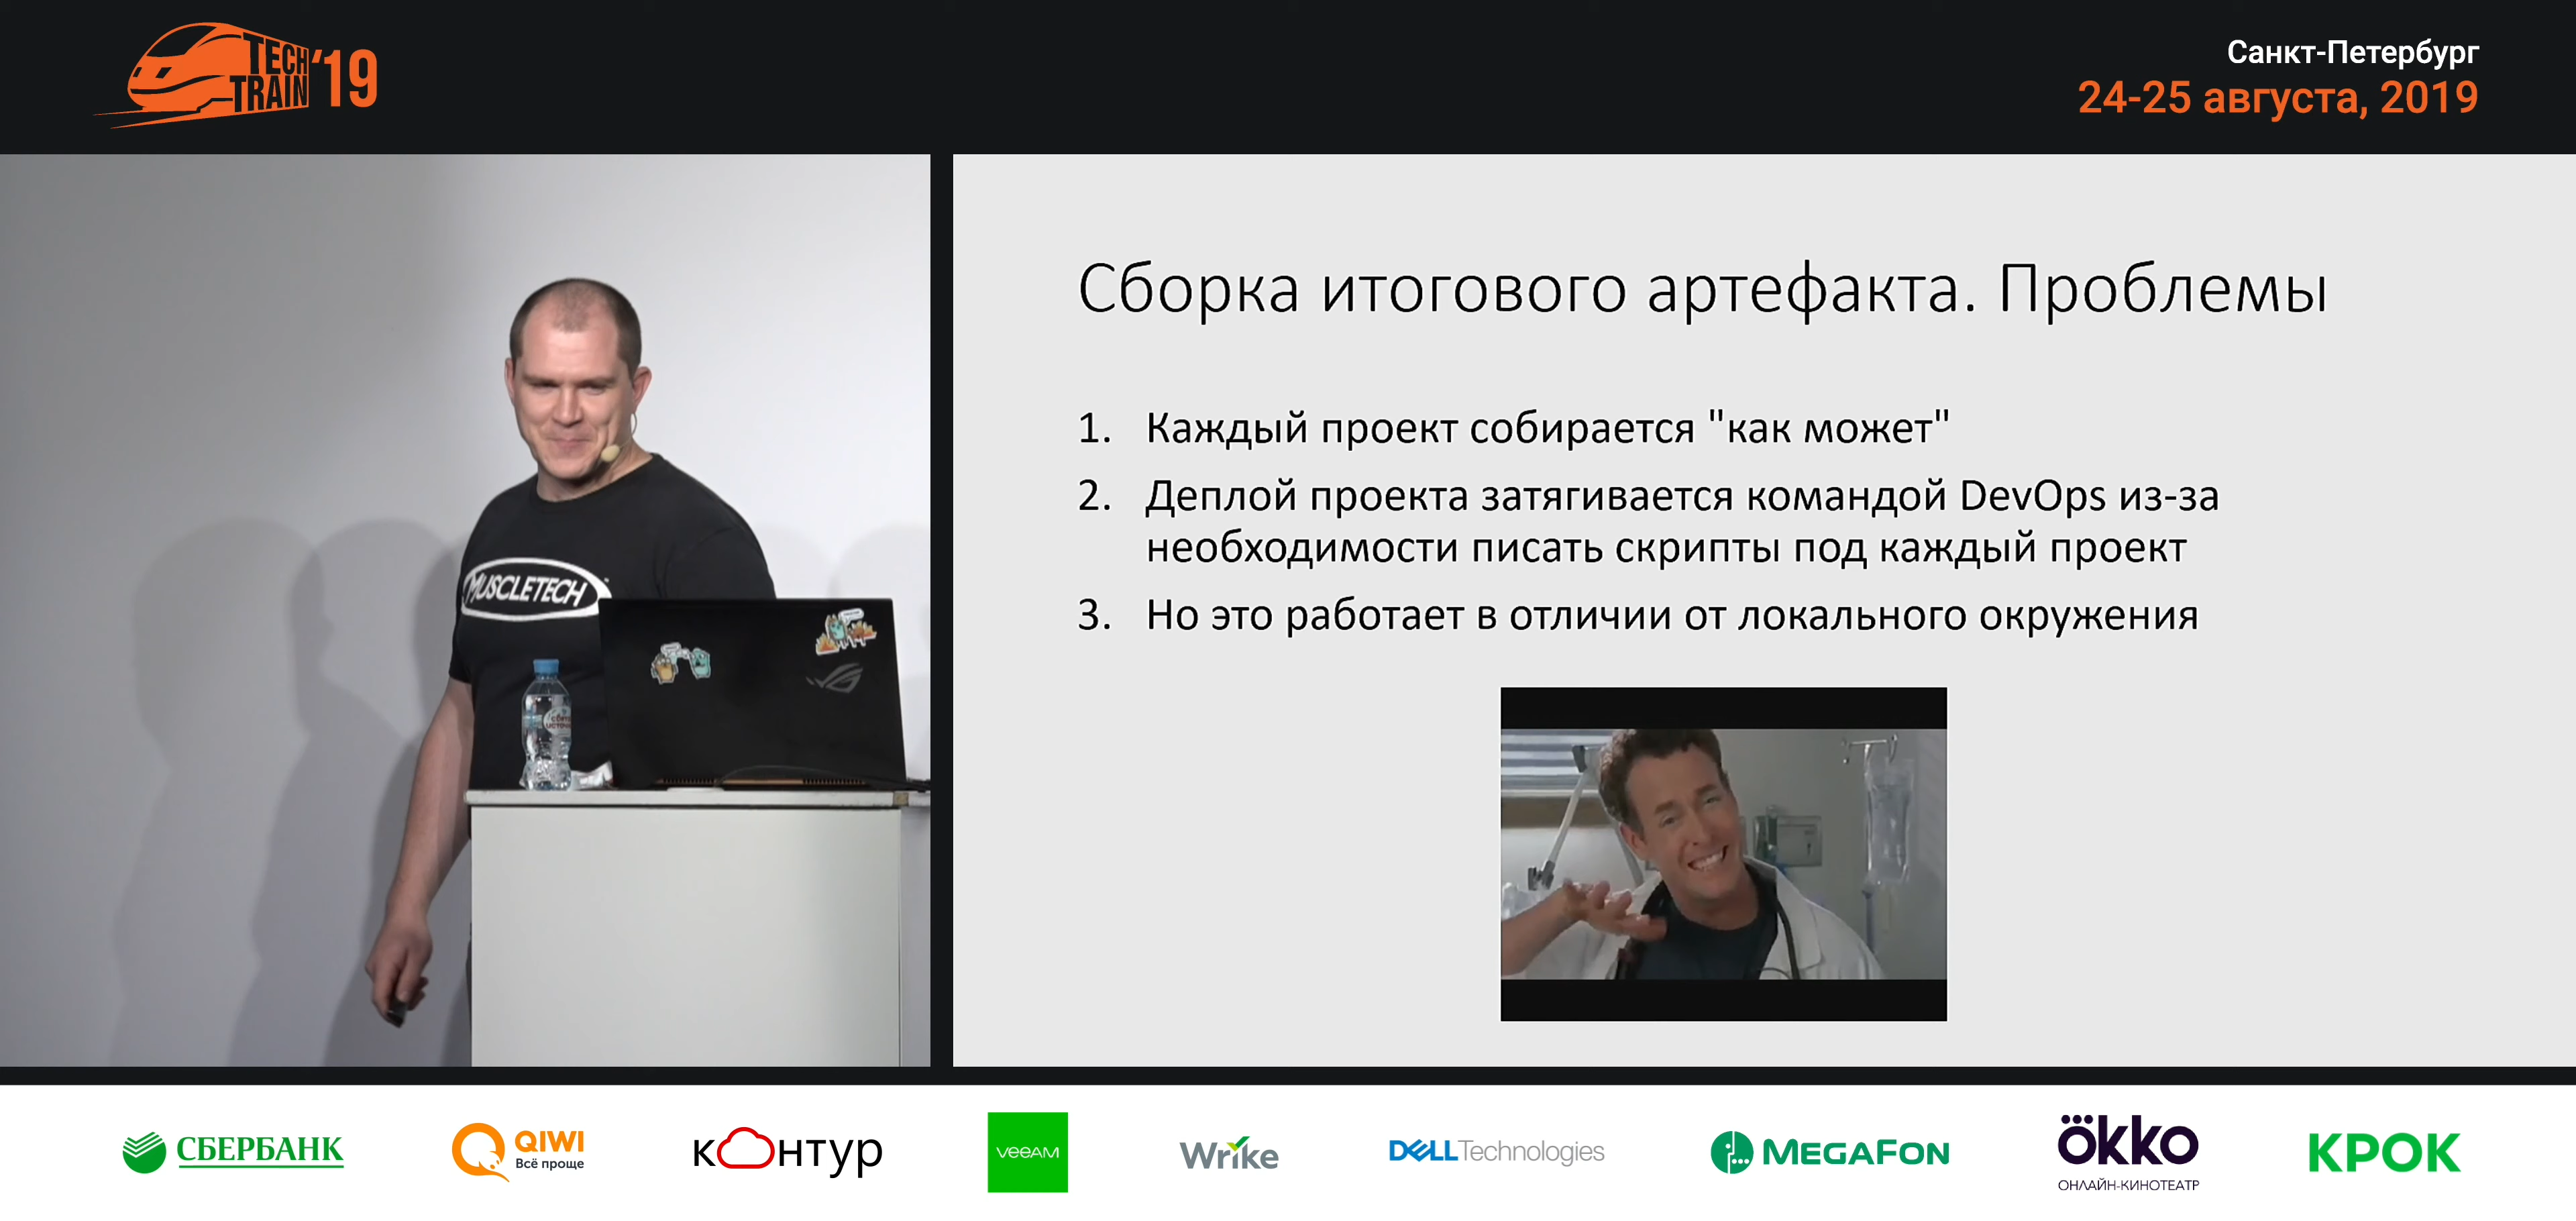 TECH
TRAIN '19
Санкт-Петербург
24-25 августа, 2019
Сборка итогового артефакта. Проблемы
1. Каждый проект собирается "как может"
2. Деплой проекта затягивается командой DevOps из-за
необходимости писать скрипты под каждый проект
3. Но это работает в отличии от локального окружения
MUSCLETECH
СБЕРБАНК
QIWI
Всё проще
контур
veeam
Wrike
DELL Technologies
MEGAFON
ökko
ОНЛАЙН-КИНОТЕАТР
КРОК